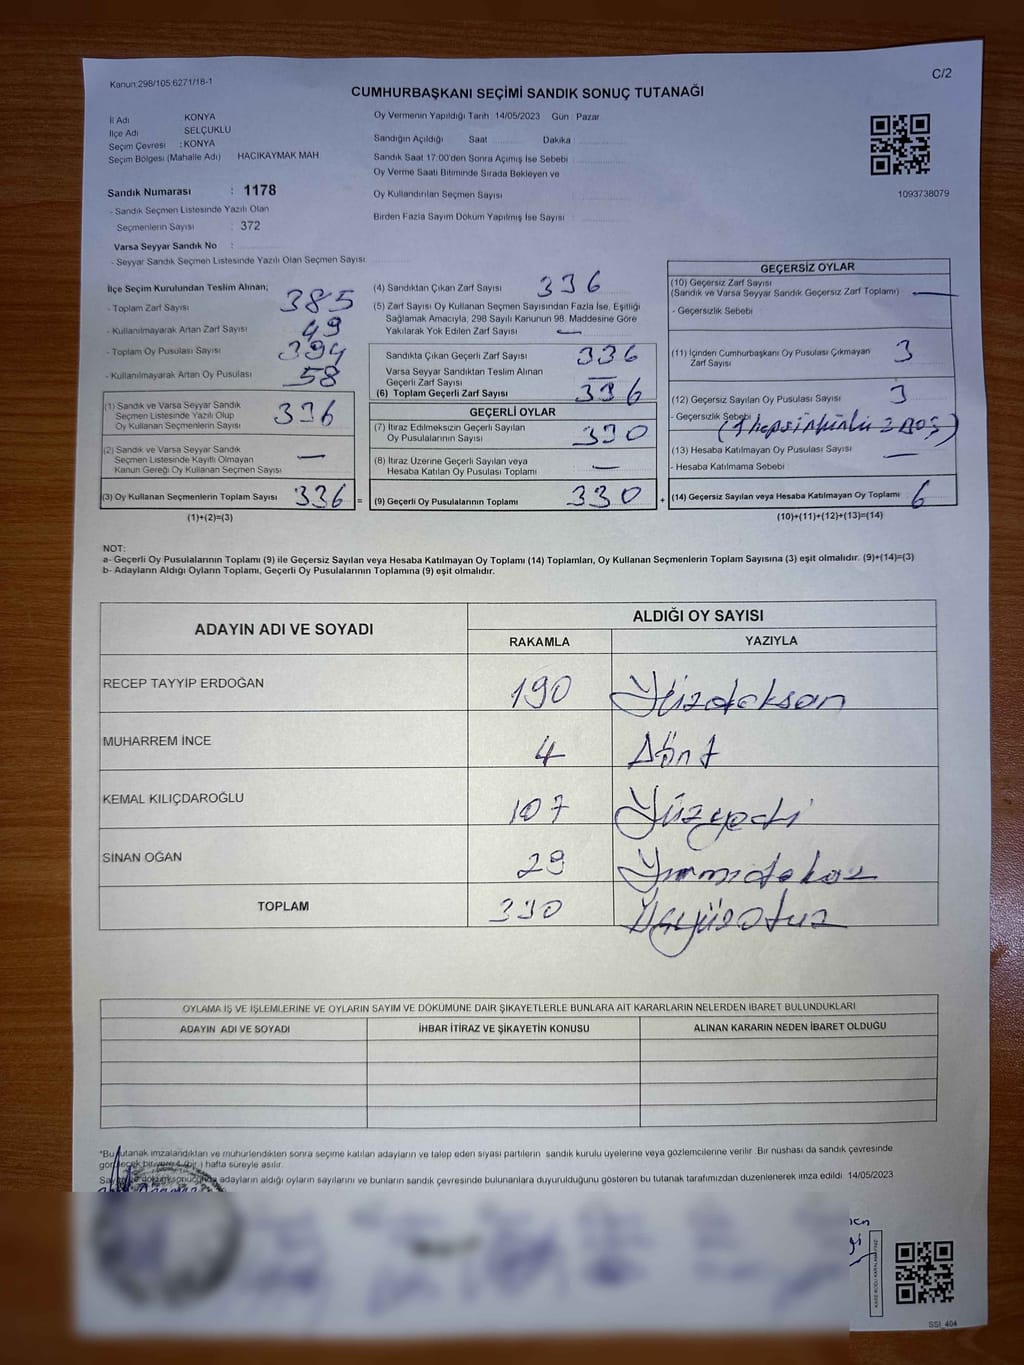 Kanun:298/105:6271/18-1
C/2
CUMHURBAŞKANI SEÇİMİ SANDIK SONUÇ TUTANAĞI
İl Adı KONYA
İlçe Adı SELÇUKLU
Seçim Çevresi : KONYA
Seçim Bölgesi (Mahalle Adı) HACIKAYMAK MAH
Sandık Numarası : 1178
- Sandık Seçmen Listesinde Yazılı Olan
Seçmenlerin Sayısı : 372
Varsa Seyyar Sandık No :
- Seyyar Sandık Seçmen Listesinde Yazılı Olan Seçmen Sayısı
Oy Vermenin Yapıldığı Tarih 14/05/2023 Gün : Pazar
Sandığın Açıldığı Saat Dakika
Sandık Saat 17:00'den Sonra Açımış İse Sebebi
Oy Verme Saati Bitiminde Sırada Bekleyen ve
Oy Kullandırılan Seçmen Sayısı
Birden Fazla Sayım Döküm Yapılmış İse Sayısı
1093738079
İlçe Seçim Kurulundan Teslim Alınan;
- Toplam Zarf Sayısı 385
- Kullanılmayarak Artan Zarf Sayısı 49
- Toplam Oy Pusulası Sayısı 394
- Kullanılmayarak Artan Oy Pusulası 58
(1) Sandık ve Varsa Seyyar Sandık
Seçmen Listesinde Yazılı Olup 336
Oy Kullanan Seçmenlerin Sayısı
(2) Sandık ve Varsa Seyyar Sandık
Seçmen Listesinde Kayıtlı Olmayan —
Kanun Gereği Oy Kullanan Seçmen Sayısı
(3) Oy Kullanan Seçmenlerin Toplam Sayısı 336 =
(1)+(2)=(3)
(4) Sandıktan Çıkan Zarf Sayısı 336
(5) Zarf Sayısı Oy Kullanan Seçmen Sayısından Fazla İse, Eşitliği
Sağlamak Amacıyla, 298 Sayılı Kanunun 98. Maddesine Göre
Yakılarak Yok Edilen Zarf Sayısı —
Sandıkta Çıkan Geçerli Zarf Sayısı 336
Varsa Seyyar Sandıktan Teslim Alınan
Geçerli Zarf Sayısı —
(6) Toplam Geçerli Zarf Sayısı 336
GEÇERLİ OYLAR
(7) İtiraz Edilmeksizin Geçerli Sayılan
Oy Pusulalarının Sayısı 330
(8) İtiraz Üzerine Geçerli Sayılan veya
Hesaba Katılan Oy Pusulası Toplamı —
(9) Geçerli Oy Pusulalarının Toplamı 330 +
GEÇERSİZ OYLAR
(10) Geçersiz Zarf Sayısı
(Sandık ve Varsa Seyyar Sandık Geçersiz Zarf Toplamı) —
- Geçersizlik Sebebi
(11) İçinden Cumhurbaşkanı Oy Pusulası Çıkmayan 3
Zarf Sayısı
(12) Geçersiz Sayılan Oy Pusulası Sayısı 3
- Geçersizlik Sebebi
(13) Hesaba Katılmayan Oy Pusulası Sayısı —
- Hesaba Katılmama Sebebi
(14) Geçersiz Sayılan veya Hesaba Katılmayan Oy Toplamı 6
(10)+(11)+(12)+(13)=(14)
NOT:
a- Geçerli Oy Pusulalarının Toplamı (9) ile Geçersiz Sayılan veya Hesaba Katılmayan Oy Toplamı (14) Toplamları, Oy Kullanan Seçmenlerin Toplam Sayısına (3) eşit olmalıdır. (9)+(14)=(3)
b- Adayların Aldığı Oyların Toplamı, Geçerli Oy Pusulalarının Toplamına (9) eşit olmalıdır.
ADAYIN ADI VE SOYADI ALDIĞI OY SAYISI
RAKAMLA YAZIYLA
RECEP TAYYİP ERDOĞAN 190 Yüzdoksan
MUHARREM İNCE 4 Dört
KEMAL KILIÇDAROĞLU 107 Yüzyedi
SİNAN OĞAN 29 Yirmidokuz
TOPLAM 330 Üçyüzotuz
OYLAMA İŞ VE İŞLEMLERİNE VE OYLARIN SAYIM VE DÖKÜMÜNE DAİR ŞİKAYETLERLE BUNLARA AİT KARARLARIN NELERDEN İBARET BULUNDUKLARI
ADAYIN ADI VE SOYADI İHBAR İTİRAZ VE ŞİKAYETİN KONUSU ALINAN KARARIN NEDEN İBARET OLDUĞU
*Bu tutanak imzalandıktan ve mühürlendikten sonra seçime katılan adayların ve talep eden siyasi partilerin sandık kurulu üyelerine veya gözlemcilerine verilir. Bir nüshası da sandık çevresinde
hafta süreyle asılır.
adayların aldığı oyların sayılarını ve bunların sandık çevresinde bulunanlara duyurulduğunu gösteren bu tutanak tarafımızdan düzenlenerek imza edildi 14/05/2023
SSI_404